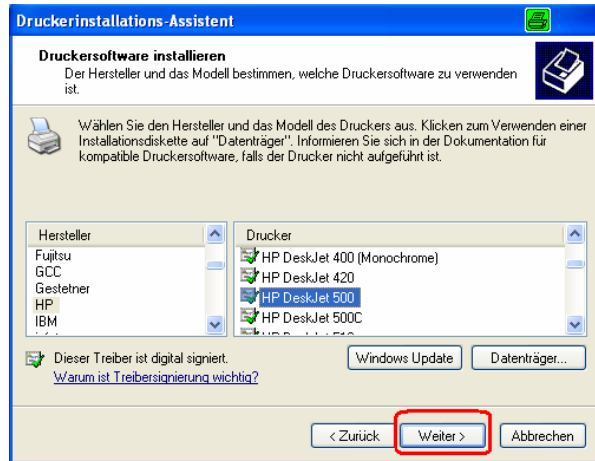 Druckerinstallations-Assistent
Druckersoftware installieren
Der Hersteller und das Modell bestimmen, welche Druckersoftware zu verwenden
ist.
Wählen Sie den Hersteller und das Modell des Druckers aus. Klicken zum Verwenden einer
Installationsdiskette auf "Datenträger". Informieren Sie sich in der Dokumentation für
kompatible Druckersoftware, falls der Drucker nicht aufgeführt ist.
Hersteller
Fujitsu
GCC
Gestetner
HP
IBM
Drucker
HP DeskJet 400 (Monochrome)
HP DeskJet 420
HP DeskJet 500
HP DeskJet 500C
Dieser Treiber ist digital signiert.
Warum ist Treibersignierung wichtig?
Windows Update
Datenträger...
< Zurück
Weiter >
Abbrechen